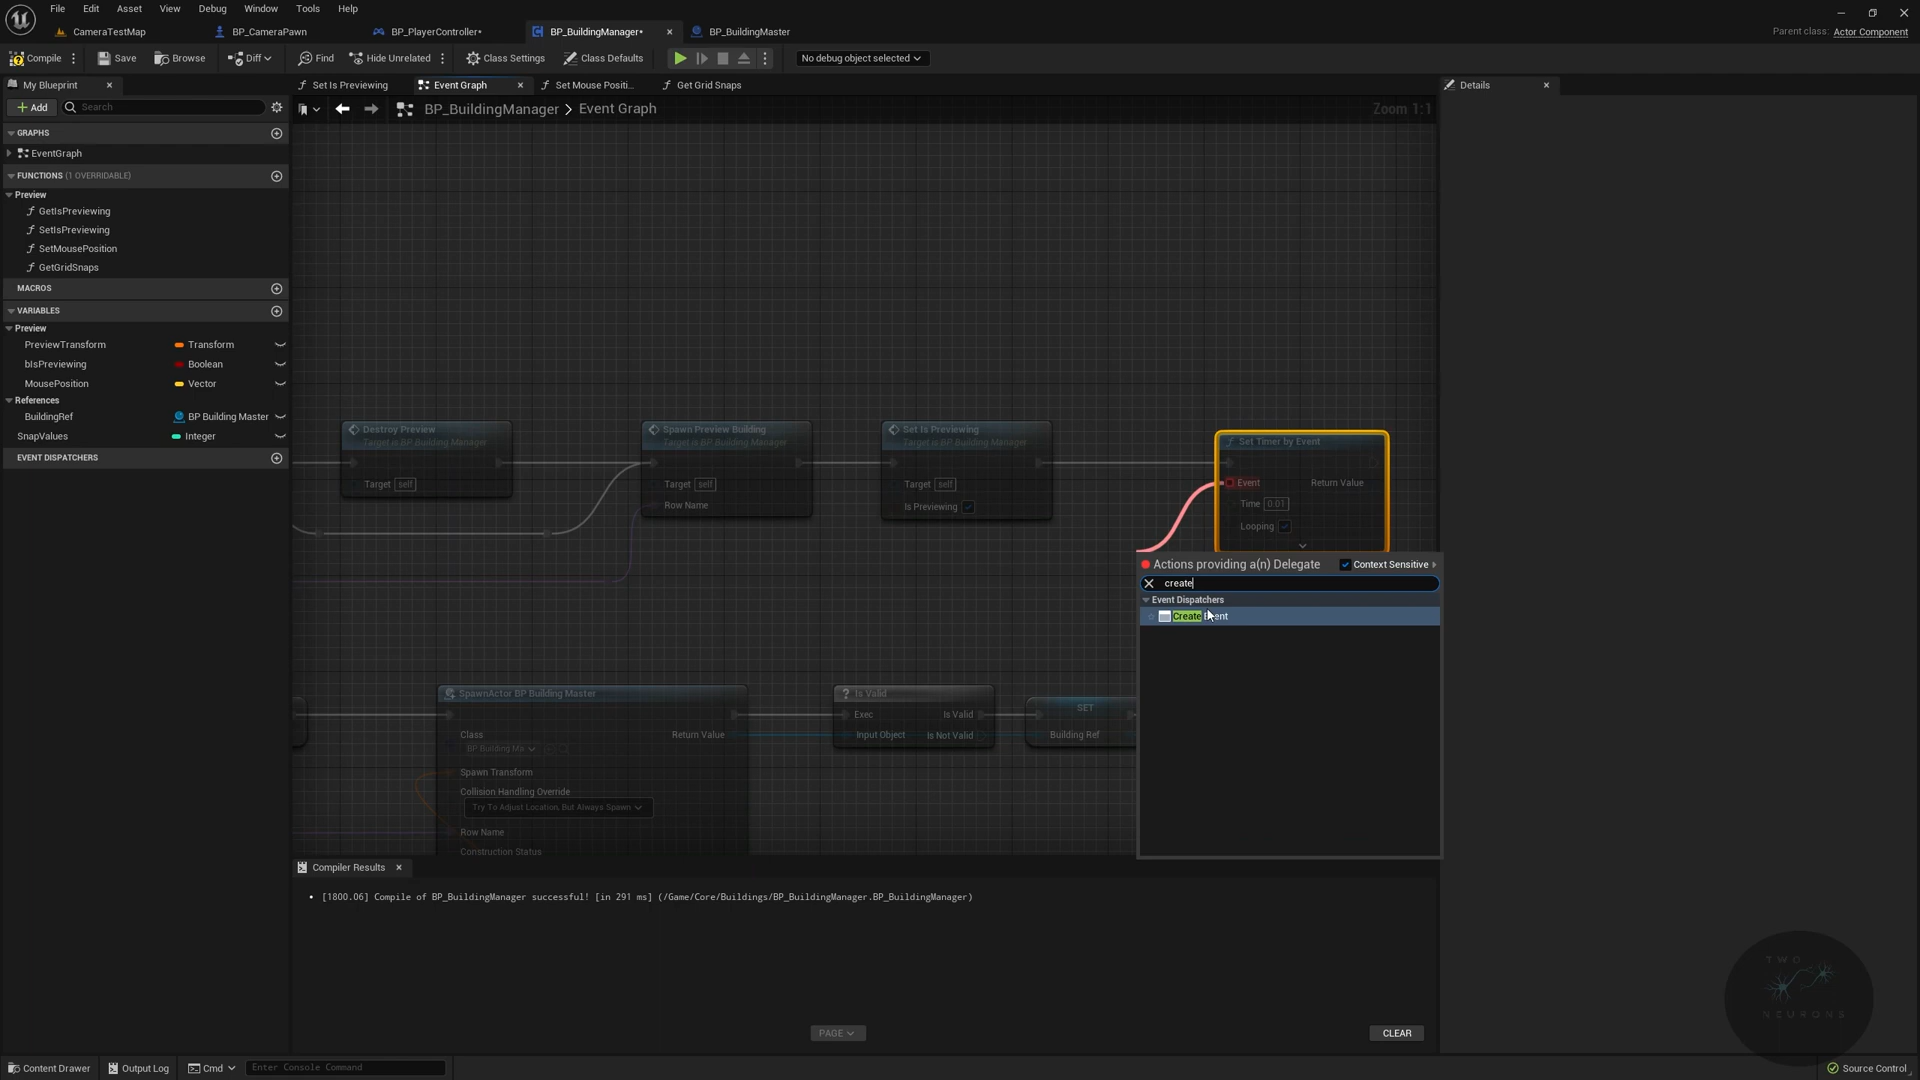 File Edit Asset View Debug Window Tools Help
CameraTestMap BP_CameraPawn BP_PlayerController* BP_BuildingManager* BP_BuildingMaster
Parent class: Actor Component
Compile Save Browse Diff Find Hide Unrelated Class Settings Class Defaults No debug object selected
My Blueprint Set Is Previewing Event Graph Set Mouse Positi... Get Grid Snaps Details
Add Search
BP_BuildingManager > Event Graph Zoom 1:1
GRAPHS
EventGraph
FUNCTIONS (1 OVERRIDABLE)
Preview
GetIsPreviewing
SetIsPreviewing
SetMousePosition
GetGridSnaps
MACROS
VARIABLES
Preview
PreviewTransform Transform
bIsPreviewing Boolean
MousePosition Vector
References
BuildingRef BP Building Master
SnapValues Integer
EVENT DISPATCHERS
Destroy Preview
Target is BP Building Manager
Target self
Spawn Preview Building
Target is BP Building Manager
Target self
Row Name
Set Is Previewing
Target is BP Building Manager
Target self
Is Previewing
Set Timer by Event
Event Return Value
Time 0.01
Looping
Actions providing a(n) Delegate Context Sensitive
create
Event Dispatchers
Create Event
SpawnActor BP Building Master
Class Return Value
BP Building Ma
Spawn Transform
Collision Handling Override
Try To Adjust Location, But Always Spawn
Row Name
Construction Status
Is Valid
Exec Is Valid
Input Object Is Not Valid
SET
Building Ref
Compiler Results
[1800.06] Compile of BP_BuildingManager successful! [in 291 ms] (/Game/Core/Buildings/BP_BuildingManager.BP_BuildingManager)
PAGE CLEAR
TWO
NEURONS
Content Drawer Output Log Cmd Enter Console Command Source Control